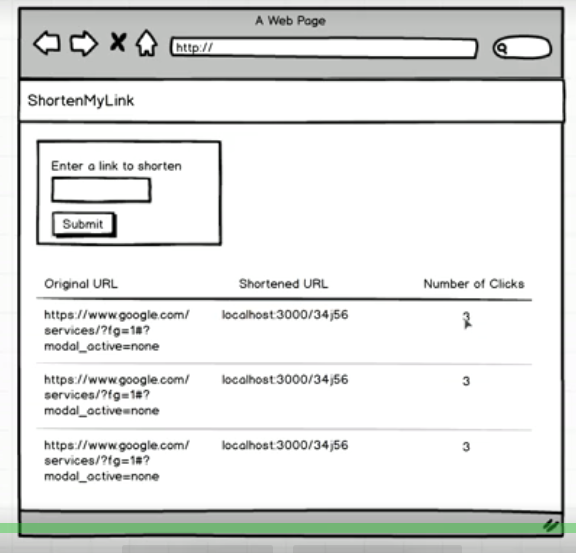 A Web Page
http://
ShortenMyLink
Enter a link to shorten
Submit
Original URL Shortened URL Number of Clicks
https://www.google.com/ localhost:3000/34j56 3
services/?fg=1#?
modal_active=none
https://www.google.com/ localhost:3000/34j56 3
services/?fg=1#?
modal_active=none
https://www.google.com/ localhost:3000/34j56 3
services/?fg=1#?
modal_active=none